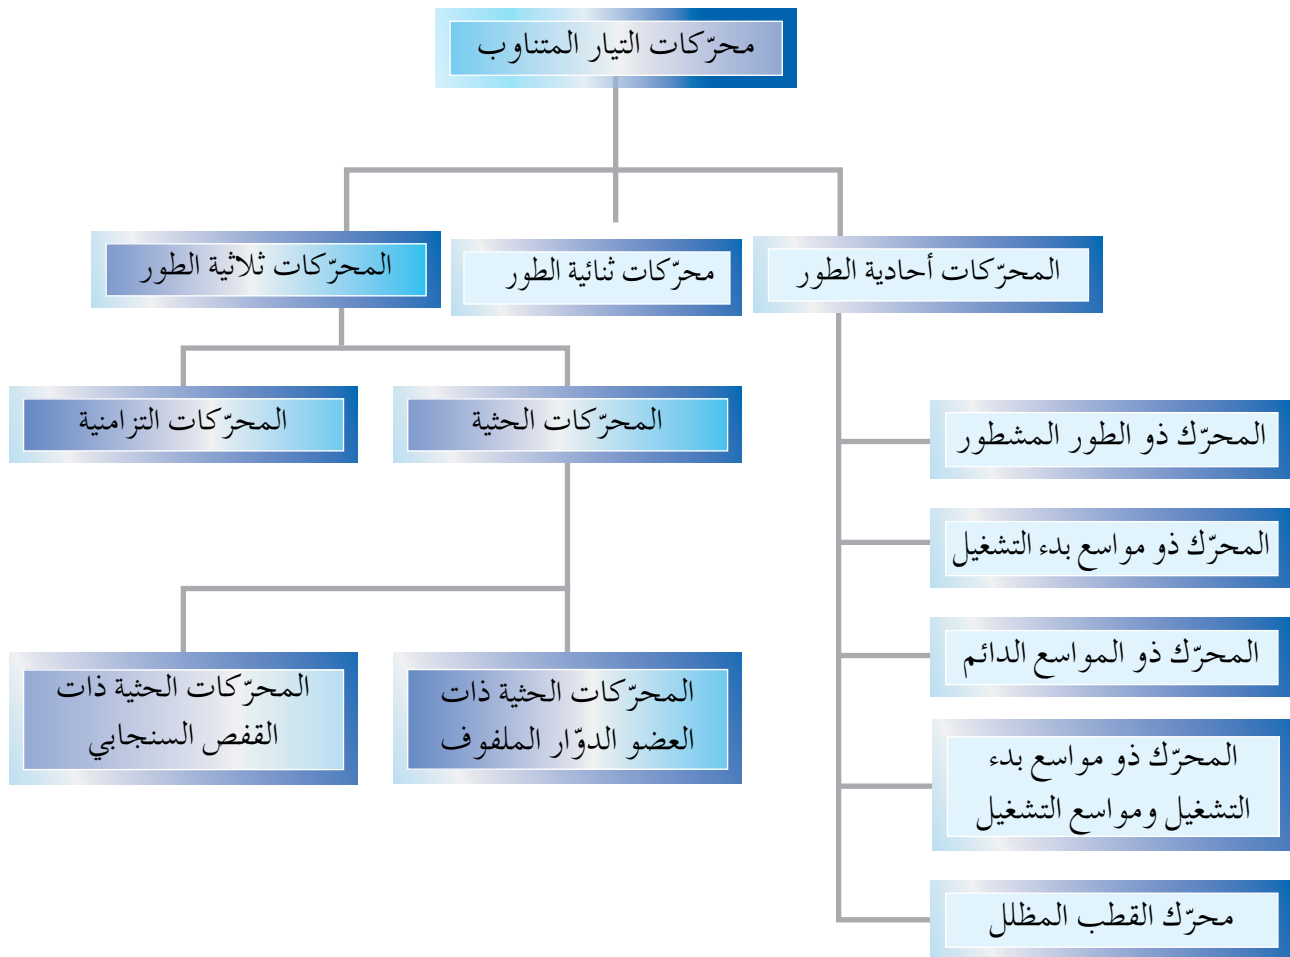 محرّكات التيار المتناوب
المحرّكات أحادية الطور
محرّكات ثنائية الطور
المحرّكات ثلاثية الطور
المحرّك ذو الطور المشطور
المحرّك ذو مواسع بدء التشغيل
المحرّك ذو المواسع الدائم
المحرّك ذو مواسع بدء
التشغيل ومواسع التشغيل
محرّك القطب المظلل
المحرّكات الحثية
المحرّكات التزامنية
المحرّكات الحثية ذات
العضو الدوّار الملفوف
المحرّكات الحثية ذات
القفص السنجابي